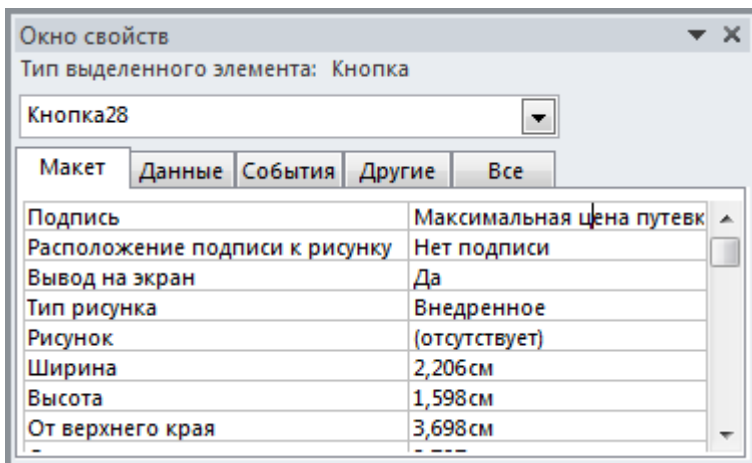 Окно свойств
Тип выделенного элемента: Кнопка
Кнопка28
Макет Данные События Другие Все
Подпись Максимальная цена путевк
Расположение подписи к рисунку Нет подписи
Вывод на экран Да
Тип рисунка Внедренное
Рисунок (отсутствует)
Ширина 2,206см
Высота 1,598см
От верхнего края 3,698см